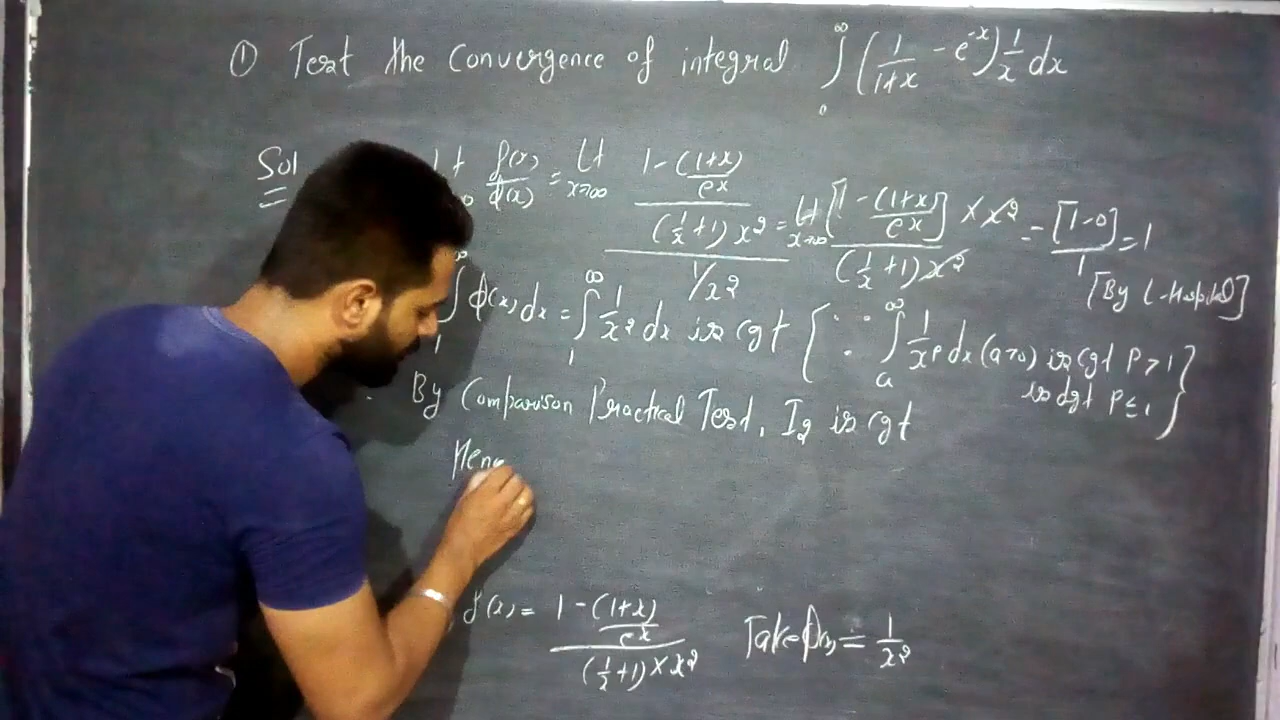 ① Test the Convergence of integral ∫₀^∞ (1/(1+x) - e^-x) 1/x dx
Sol
Lt f(x)/ϕ(x) = Lt x→∞ (1-((1+x)/e^x))/((1/x+1)x²) / 1/x² = Lt x→∞ [1-((1+x)/e^x)] × x² / (1/x+1)x² = [1-0]/1 = 1
[By L-Hospital]
∫₁^∞ ϕ(x)dx = ∫₁^∞ 1/x² dx is Cgt { ∵ ∫ₐ^∞ 1/x^p dx (a>0) is Cgt P>1
is dgt P≤1 }
By Comparison Practical Test, I₂ is Cgt
Henc
f(x) = (1-((1+x)/e^x))/((1/x+1)×x²) Take ϕ(x) = 1/x²